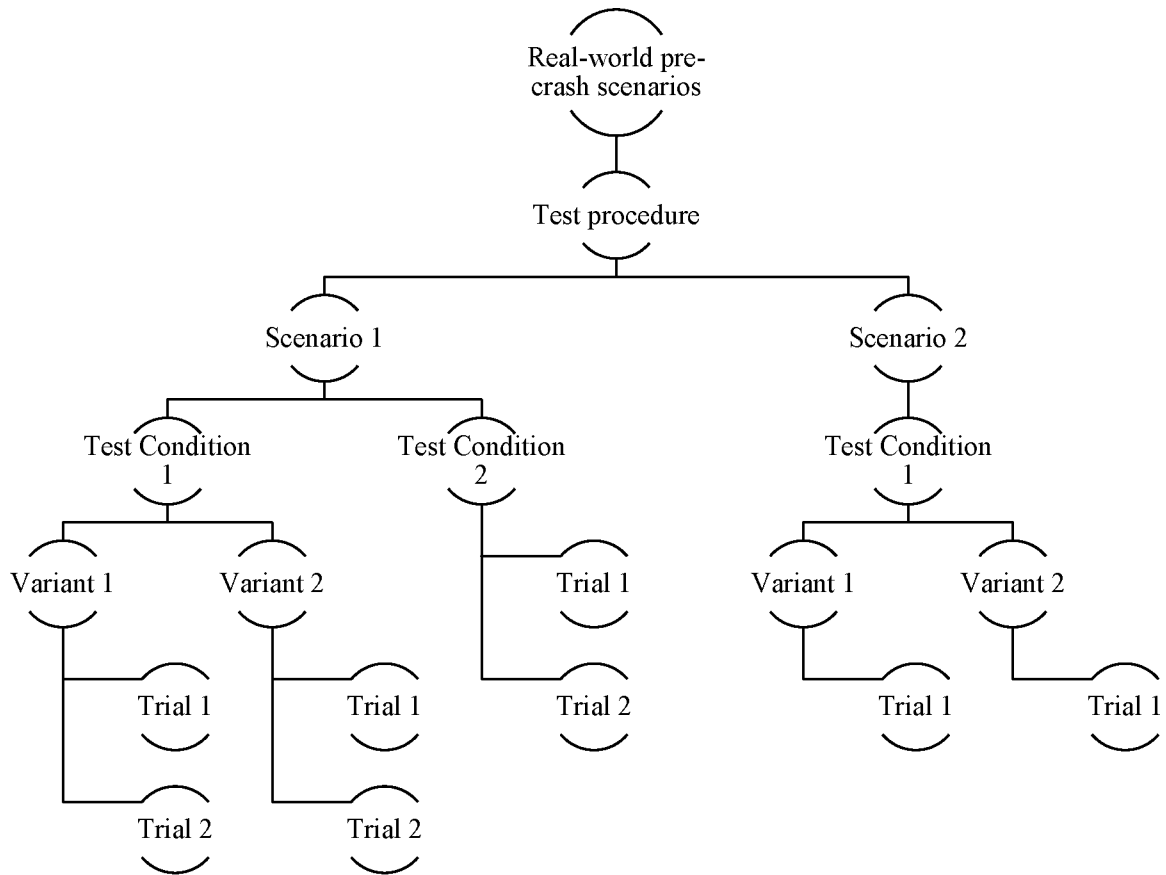 Real-world pre-
crash scenarios
Test procedure
Scenario 1
Scenario 2
Test Condition
1
Test Condition
2
Test Condition
1
Variant 1
Variant 2
Trial 1
Variant 1
Variant 2
Trial 1
Trial 1
Trial 2
Trial 1
Trial 1
Trial 2
Trial 2